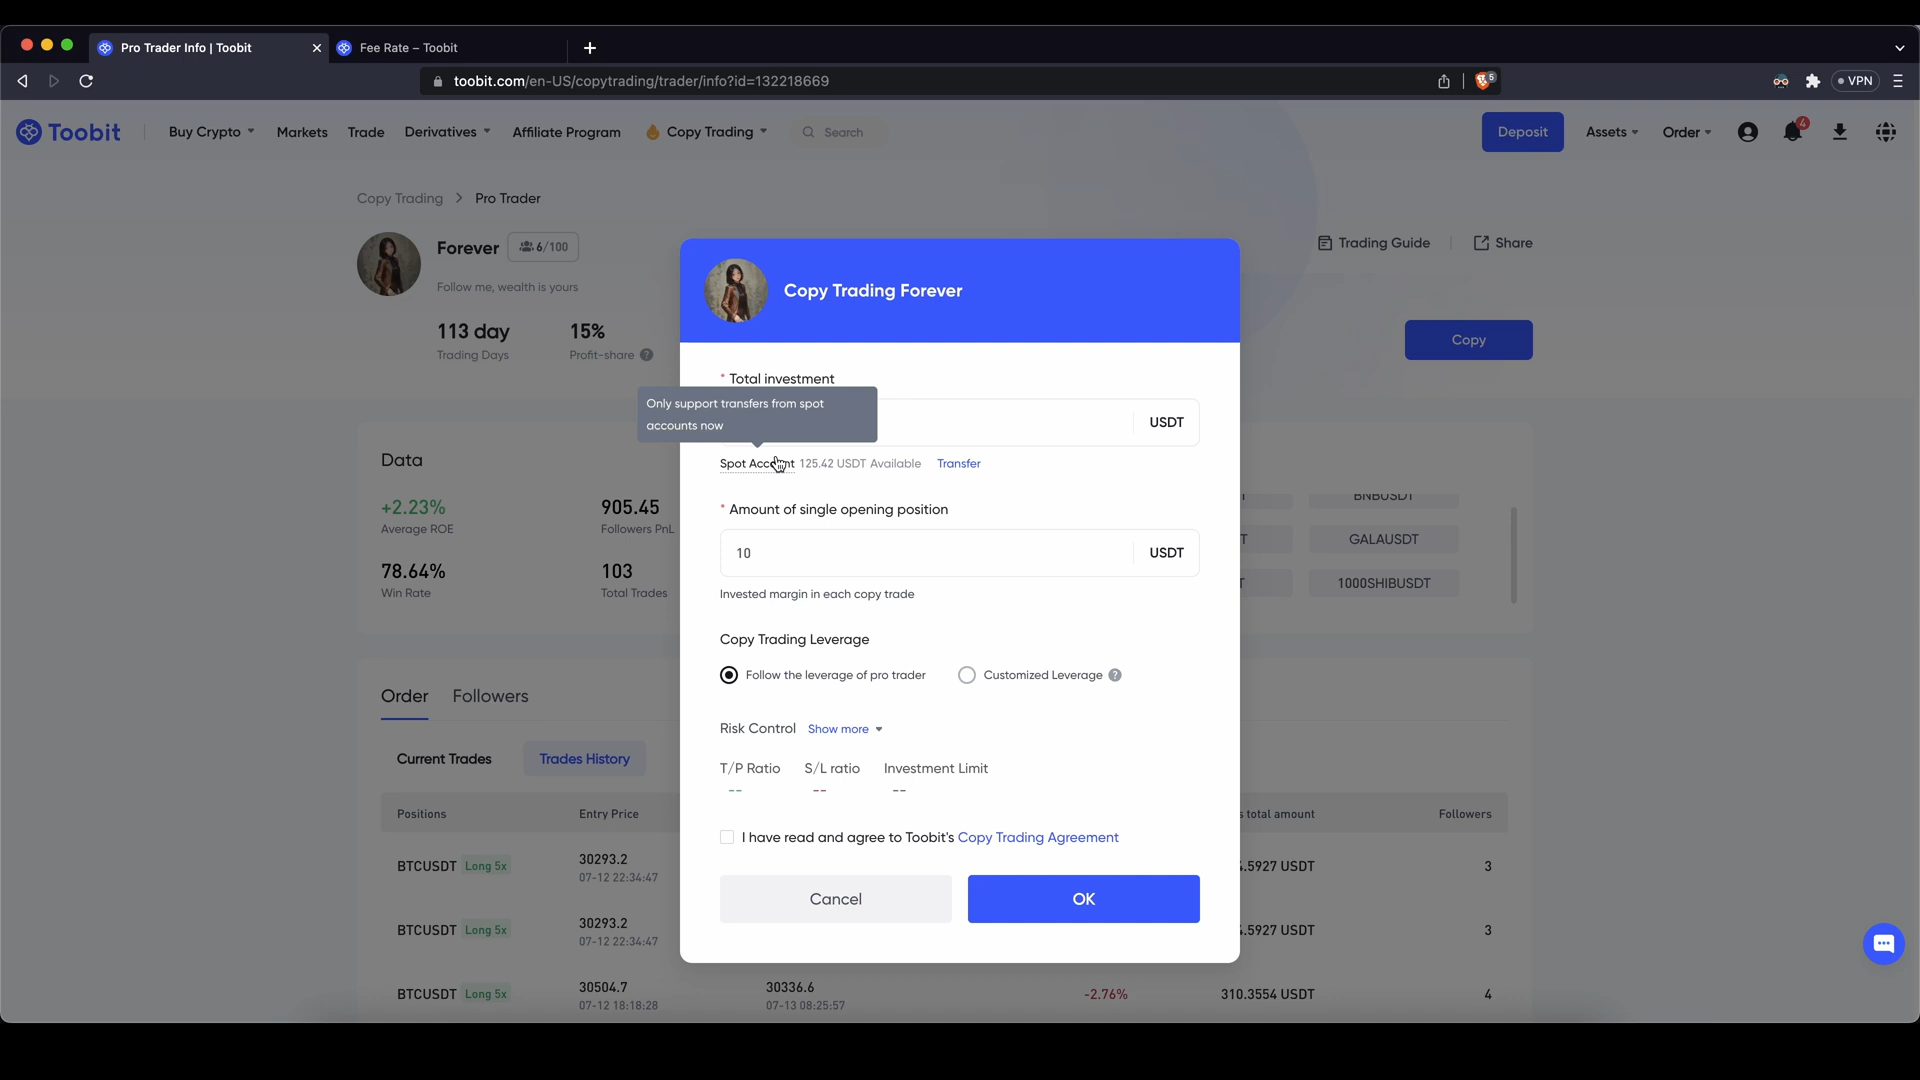 Pro Trader Info | Toobit
Fee Rate – Toobit
toobit.com/en-US/copytrading/trader/info?id=132218669
5
VPN
Toobit
Buy Crypto
Markets
Trade
Derivatives
Affiliate Program
Copy Trading
Search
Deposit
Assets
Order
4
Copy Trading > Pro Trader
Forever
6/100
Follow me, wealth is yours
113 day
Trading Days
15%
Profit-share
Trading Guide
Share
Copy
Data
+2.23%
Average ROE
905.45
Followers PnL
78.64%
Win Rate
103
Total Trades
BNBUSDT
GALAUSDT
1000SHIBUSDT
Copy Trading Forever
* Total investment
Only support transfers from spot
accounts now
USDT
Spot Account 125.42 USDT Available Transfer
* Amount of single opening position
10 USDT
Invested margin in each copy trade
Copy Trading Leverage
Follow the leverage of pro trader
Customized Leverage
Risk Control Show more
T/P Ratio S/L ratio Investment Limit
-- -- --
I have read and agree to Toobit's Copy Trading Agreement
Cancel
OK
Order Followers
Current Trades Trades History
Positions Entry Price s total amount Followers
BTCUSDT Long 5x 30293.2 .5927 USDT 3
07-12 22:34:47
BTCUSDT Long 5x 30293.2 .5927 USDT 3
07-12 22:34:47
BTCUSDT Long 5x 30504.7 30336.6 -2.76% 310.3554 USDT 4
07-12 18:18:28 07-13 08:25:57